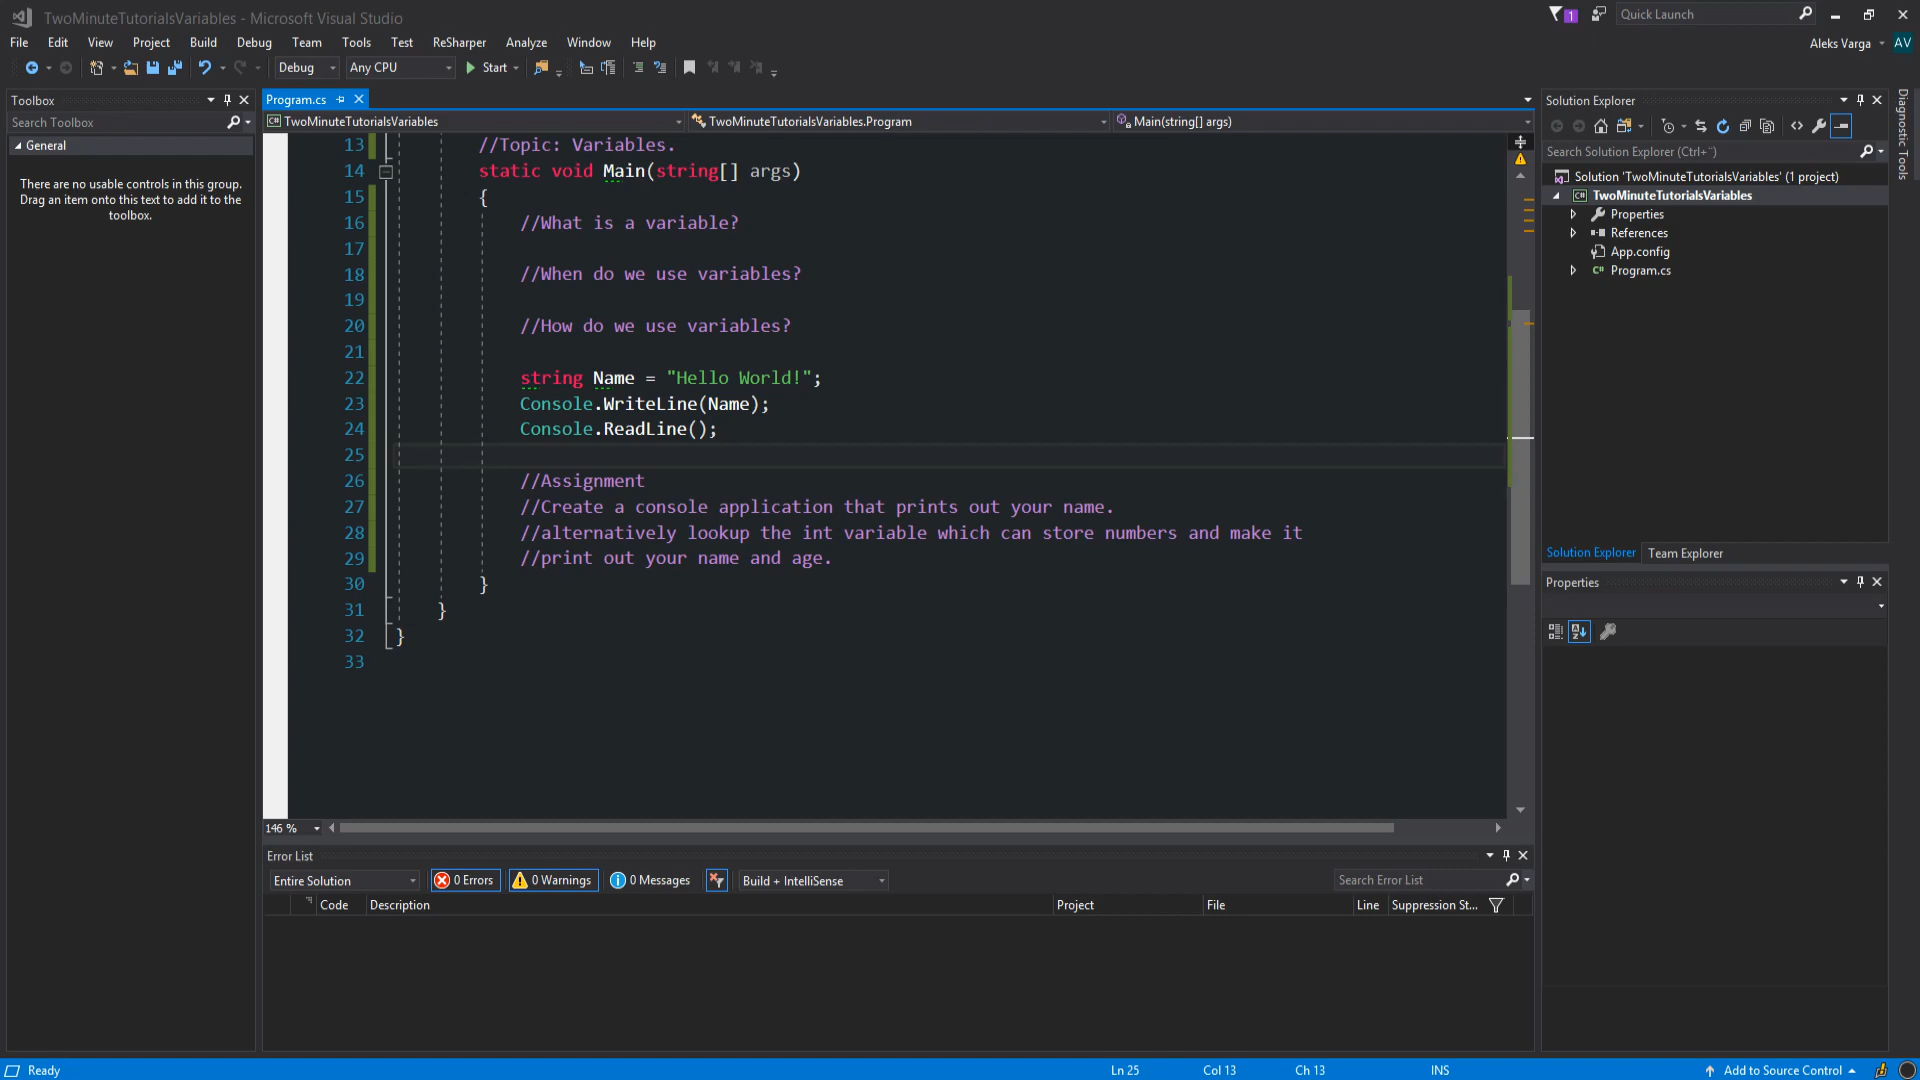 TwoMinuteTutorialsVariables - Microsoft Visual Studio
1
Quick Launch
File Edit View Project Build Debug Team Tools Test ReSharper Analyze Window Help
Aleks Varga AV
Debug Any CPU Start
Toolbox
Search Toolbox
General
There are no usable controls in this group.
Drag an item onto this text to add it to the
toolbox.
Program.cs
C# TwoMinuteTutorialsVariables TwoMinuteTutorialsVariables.Program Main(string[] args)
13 //Topic: Variables.
14 static void Main(string[] args)
15 {
16 //What is a variable?
17
18 //When do we use variables?
19
20 //How do we use variables?
21
22 string Name = "Hello World!";
23 Console.WriteLine(Name);
24 Console.ReadLine();
25
26 //Assignment
27 //Create a console application that prints out your name.
28 //alternatively lookup the int variable which can store numbers and make it
29 //print out your name and age.
30 }
31 }
32 }
33
146 %
Error List
Entire Solution 0 Errors 0 Warnings 0 Messages Build + IntelliSense Search Error List
Code Description Project File Line Suppression St...
Solution Explorer
Search Solution Explorer (Ctrl+¨)
Solution 'TwoMinuteTutorialsVariables' (1 project)
C# TwoMinuteTutorialsVariables
Properties
References
App.config
C# Program.cs
Solution Explorer Team Explorer
Properties
Diagnostic Tools
Ready Ln 25 Col 13 Ch 13 INS Add to Source Control